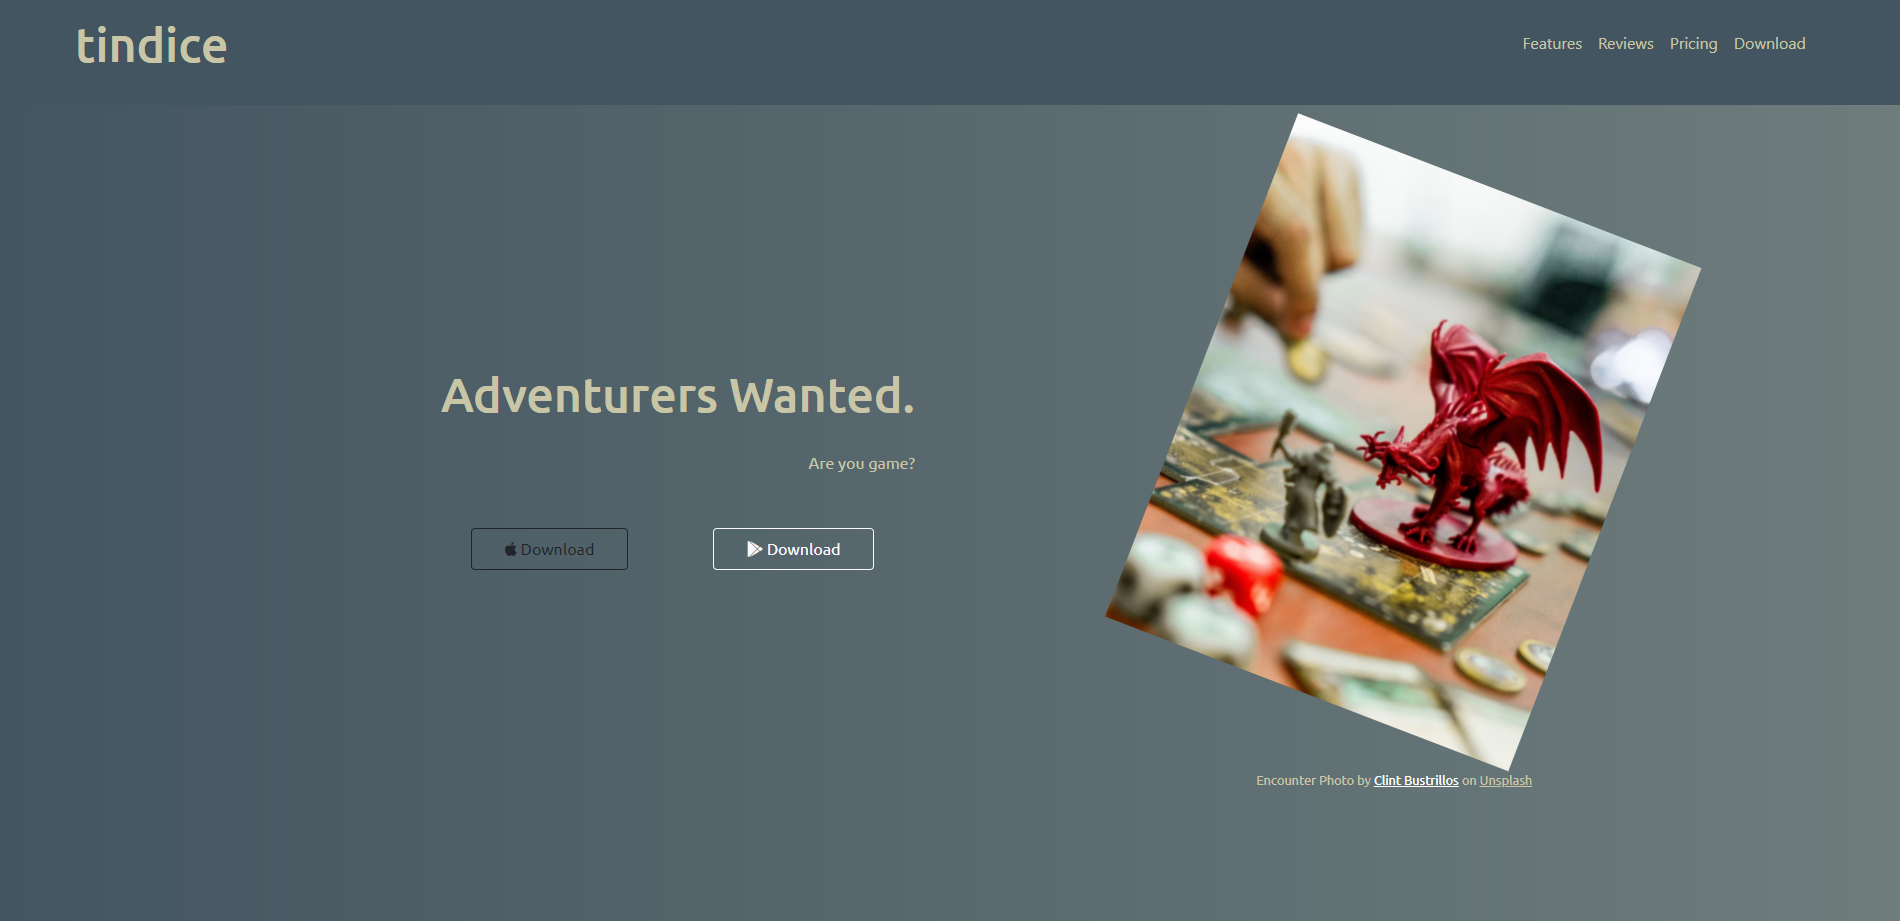 tindice
Features Reviews Pricing Download
Adventurers Wanted.
Are you game?
Download Download
Encounter Photo by Clint Bustrillos on Unsplash